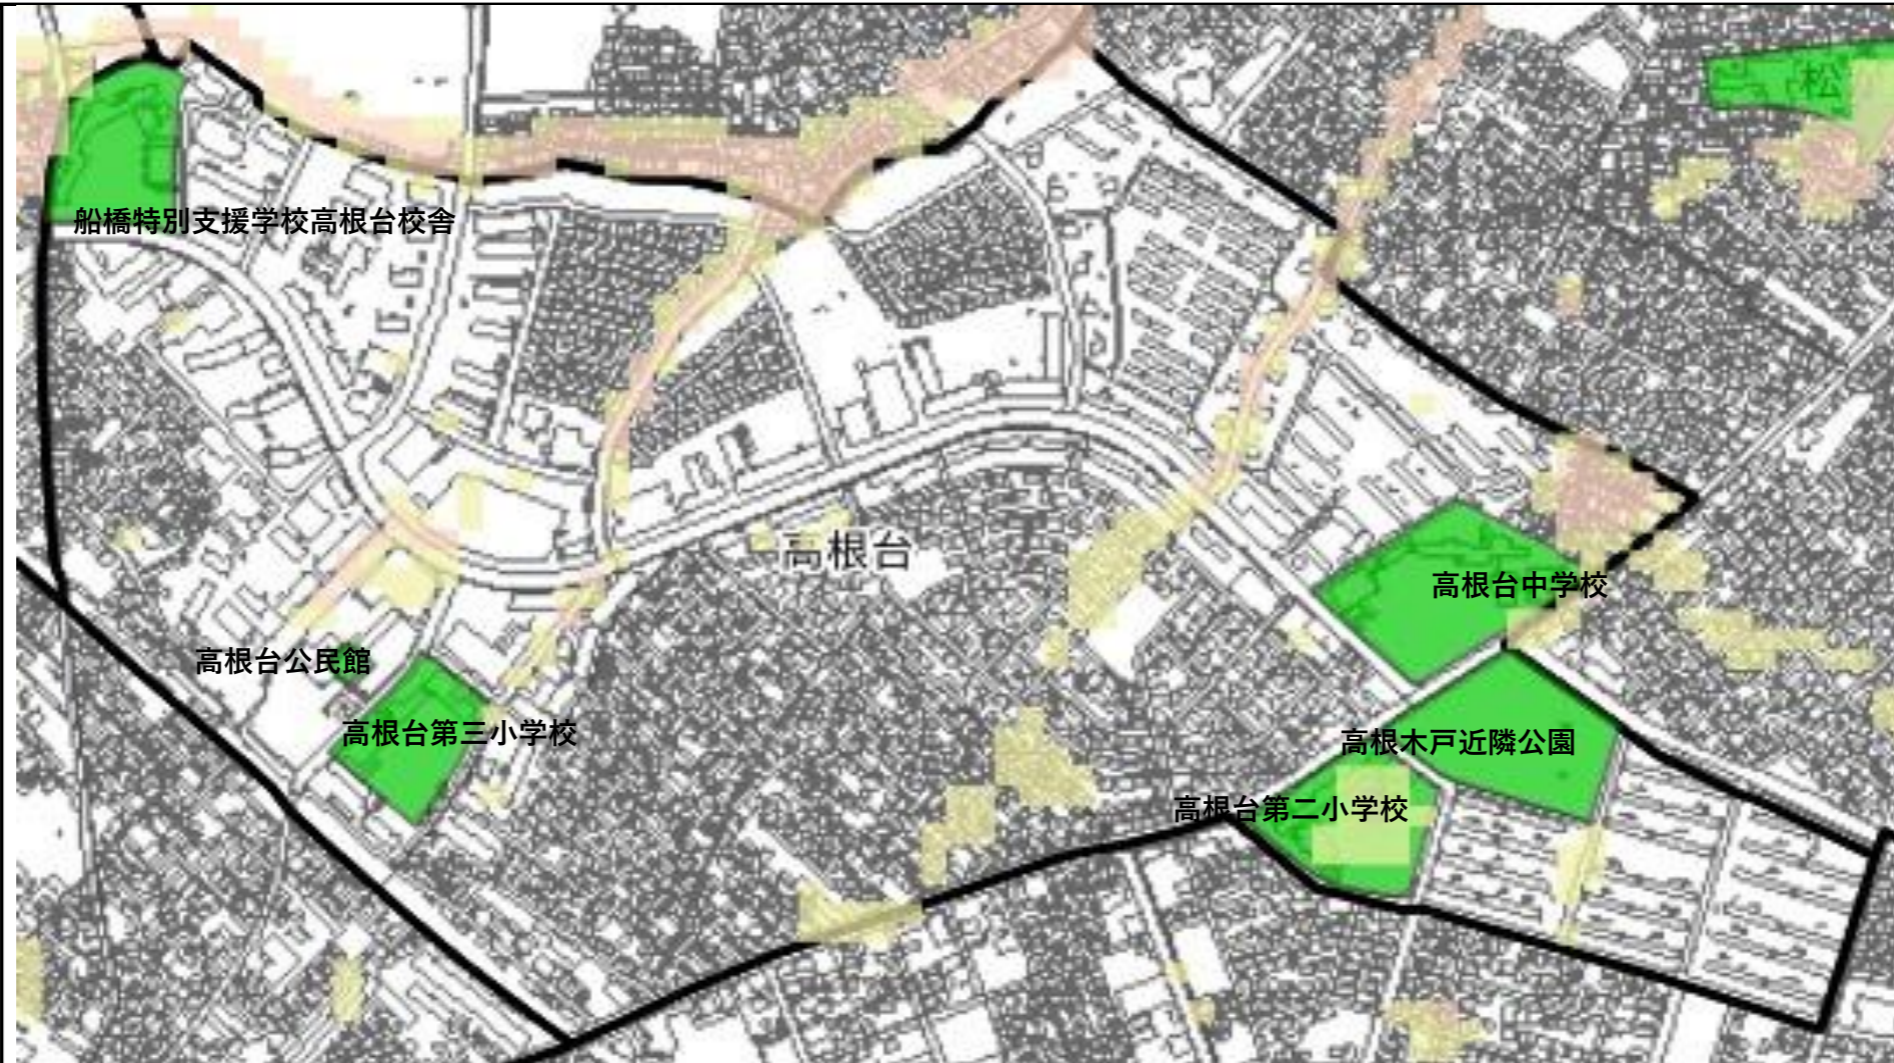 松
船橋特別支援学校高根台校舎
高根台
高根台中学校
高根台公民館
高根台第三小学校
高根木戸近隣公園
高根台第二小学校